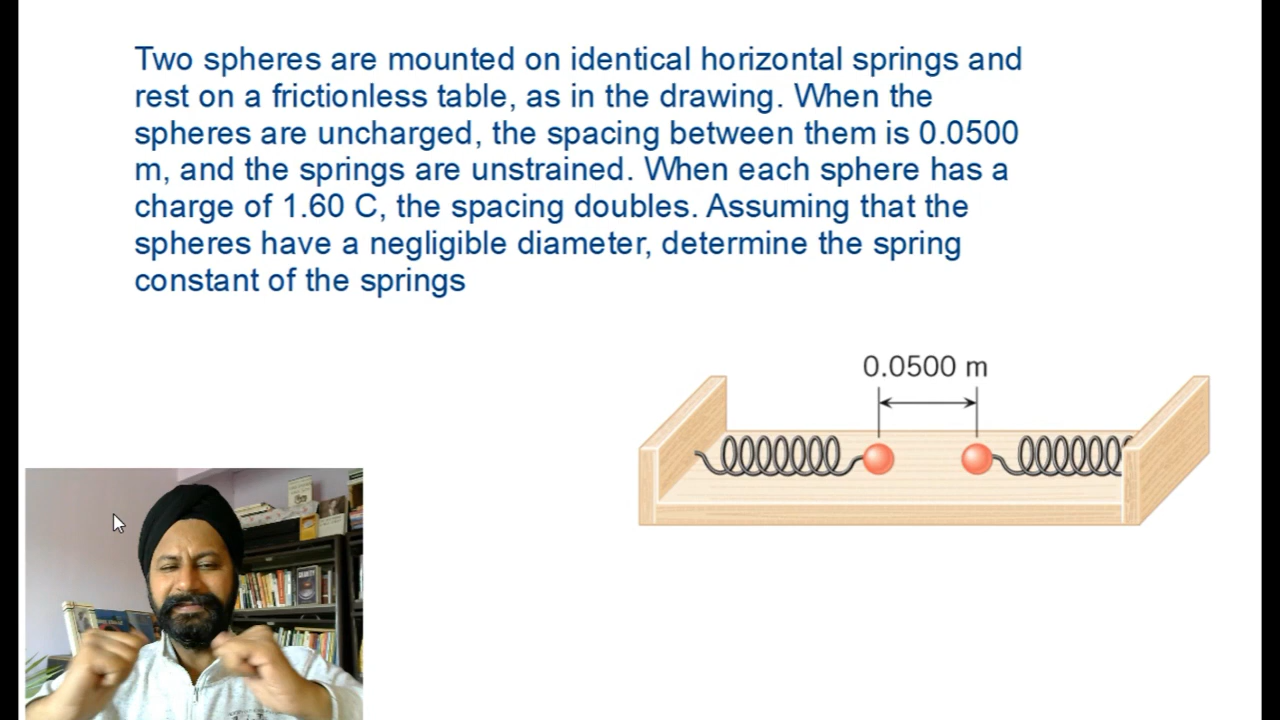 Two spheres are mounted on identical horizontal springs and
rest on a frictionless table, as in the drawing. When the
spheres are uncharged, the spacing between them is 0.0500
m, and the springs are unstrained. When each sphere has a
charge of 1.60 C, the spacing doubles. Assuming that the
spheres have a negligible diameter, determine the spring
constant of the springs
0.0500 m